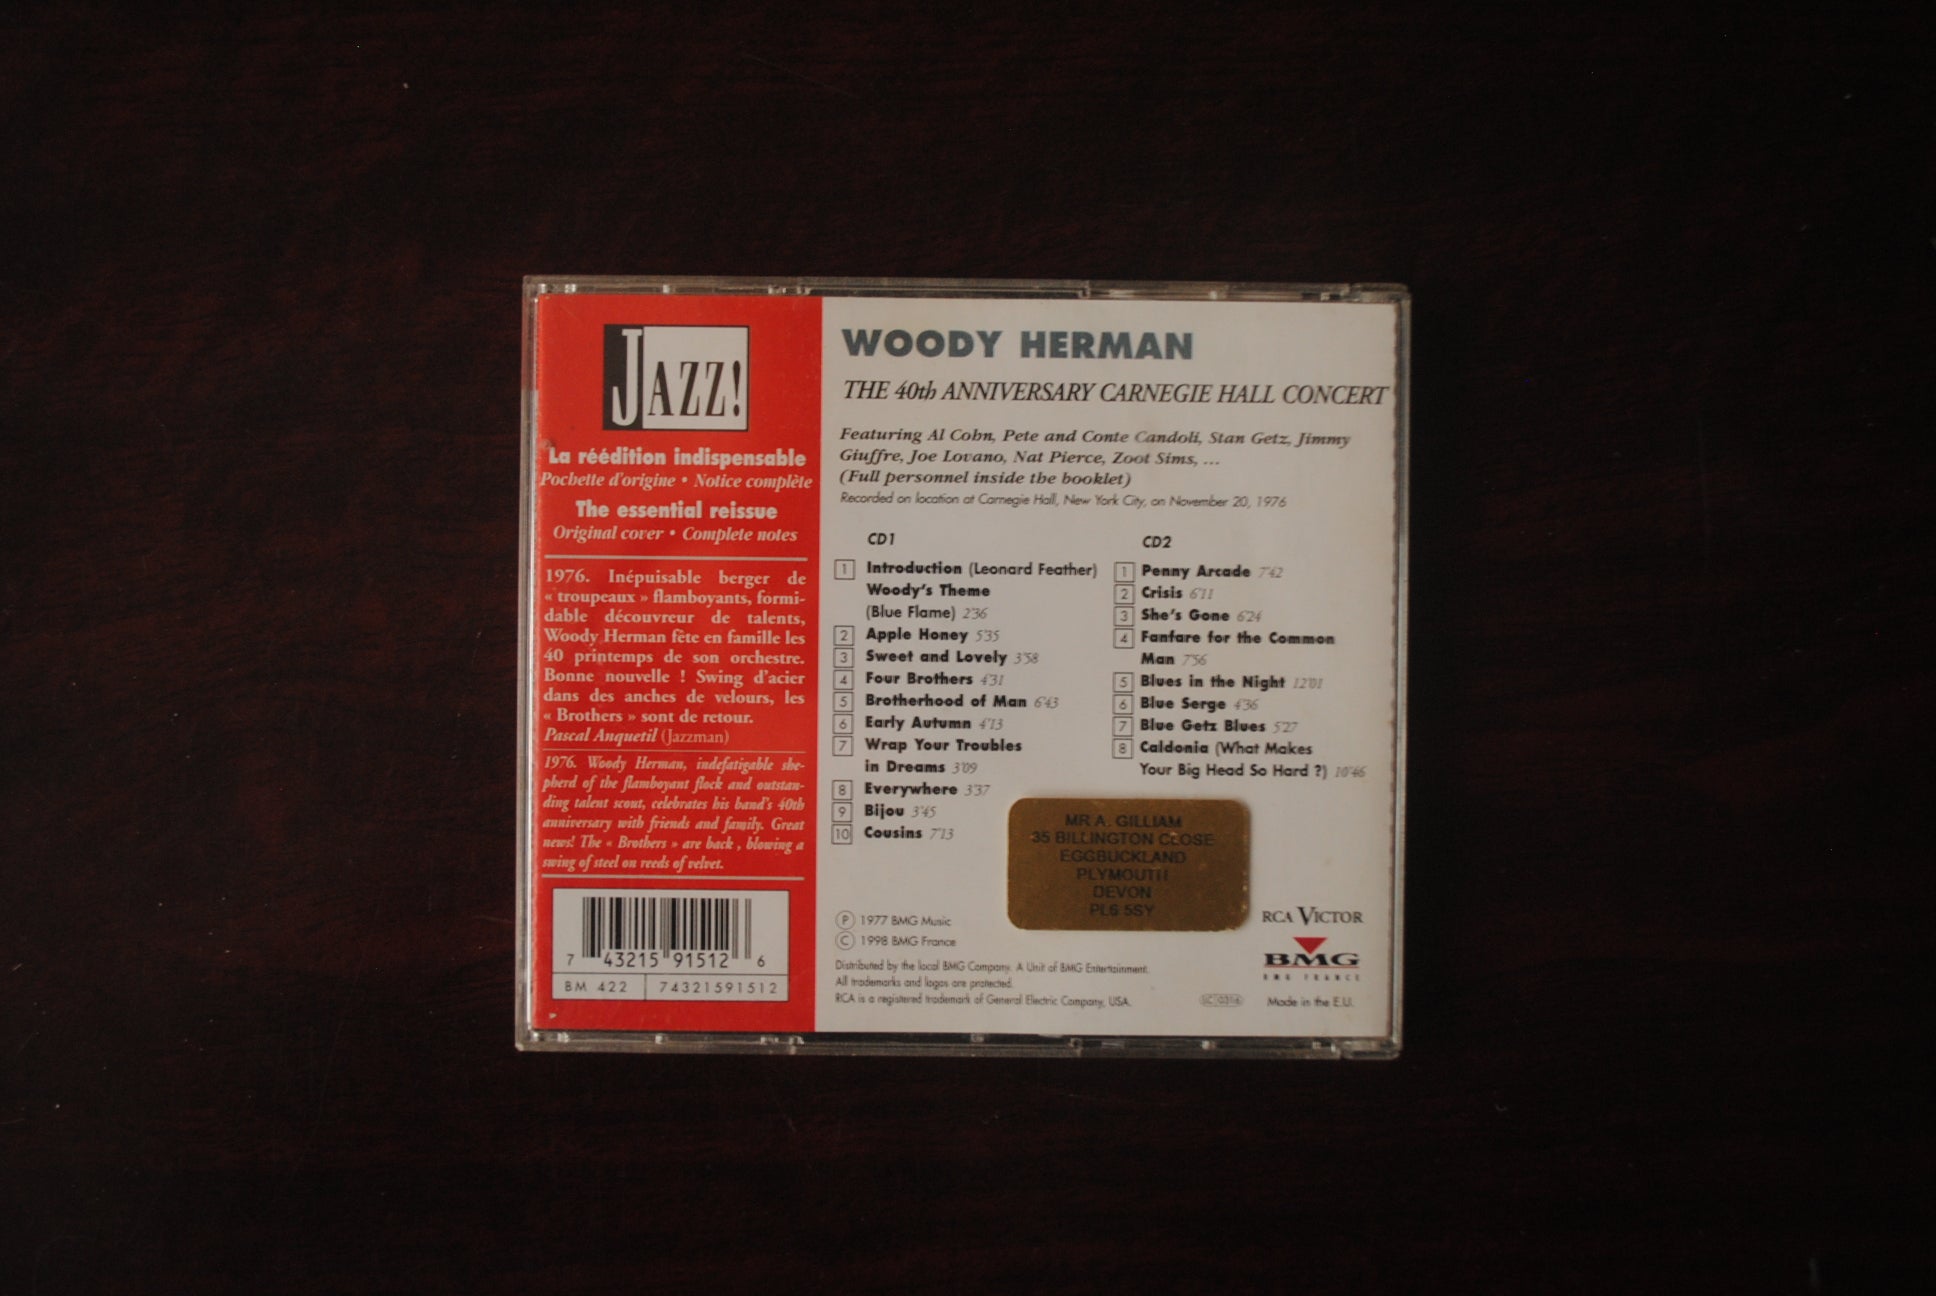 JAZZ!
La réédition indispensable
Pochette d'origine • Notice complète
The essential reissue
Original cover • Complete notes
1976. Inépuisable berger de
« troupeaux » flamboyants, formi-
dable découvreur de talents,
Woody Herman fête en famille les
40 printemps de son orchestre.
Bonne nouvelle ! Swing d'acier
dans des anches de velours, les
« Brothers » sont de retour.
Pascal Anquetil (Jazzman)
1976. Woody Herman, indefatigable she-
pherd of the flamboyant flock and outstan-
ding talent scout, celebrates his band's 40th
anniversary with friends and family. Great
news! The « Brothers » are back , blowing a
swing of steel on reeds of velvet.
7 43215 91512 6
BM 422 74321591512
WOODY HERMAN
THE 40th ANNIVERSARY CARNEGIE HALL CONCERT
Featuring Al Cohn, Pete and Conte Candoli, Stan Getz, Jimmy
Giuffre, Joe Lovano, Nat Pierce, Zoot Sims, ...
(Full personnel inside the booklet)
Recorded on location at Carnegie Hall, New York City, on November 20, 1976
CD1
1 Introduction (Leonard Feather)
Woody's Theme
(Blue Flame) 2'36
2 Apple Honey 5'35
3 Sweet and Lovely 3'58
4 Four Brothers 4'31
5 Brotherhood of Man 6'43
6 Early Autumn 4'13
7 Wrap Your Troubles
in Dreams 3'09
8 Everywhere 3'37
9 Bijou 3'45
10 Cousins 7'13
CD2
1 Penny Arcade 7'42
2 Crisis 6'11
3 She's Gone 6'24
4 Fanfare for the Common
Man 7'56
5 Blues in the Night 12'01
6 Blue Serge 4'36
7 Blue Getz Blues 5'27
8 Caldonia (What Makes
Your Big Head So Hard ?) 10'46
MR A. GILLIAM
35 BILLINGTON CLOSE
EGGBUCKLAND
PLYMOUTH
DEVON
PL6 5SY
Ⓟ 1977 BMG Music
© 1998 BMG France
Distributed by the local BMG Company. A Unit of BMG Entertainment.
All trademarks and logos are protected.
RCA is a registered trademark of General Electric Company, USA.
RCA VICTOR
BMG
BMG FRANCE
Made in the E.U.